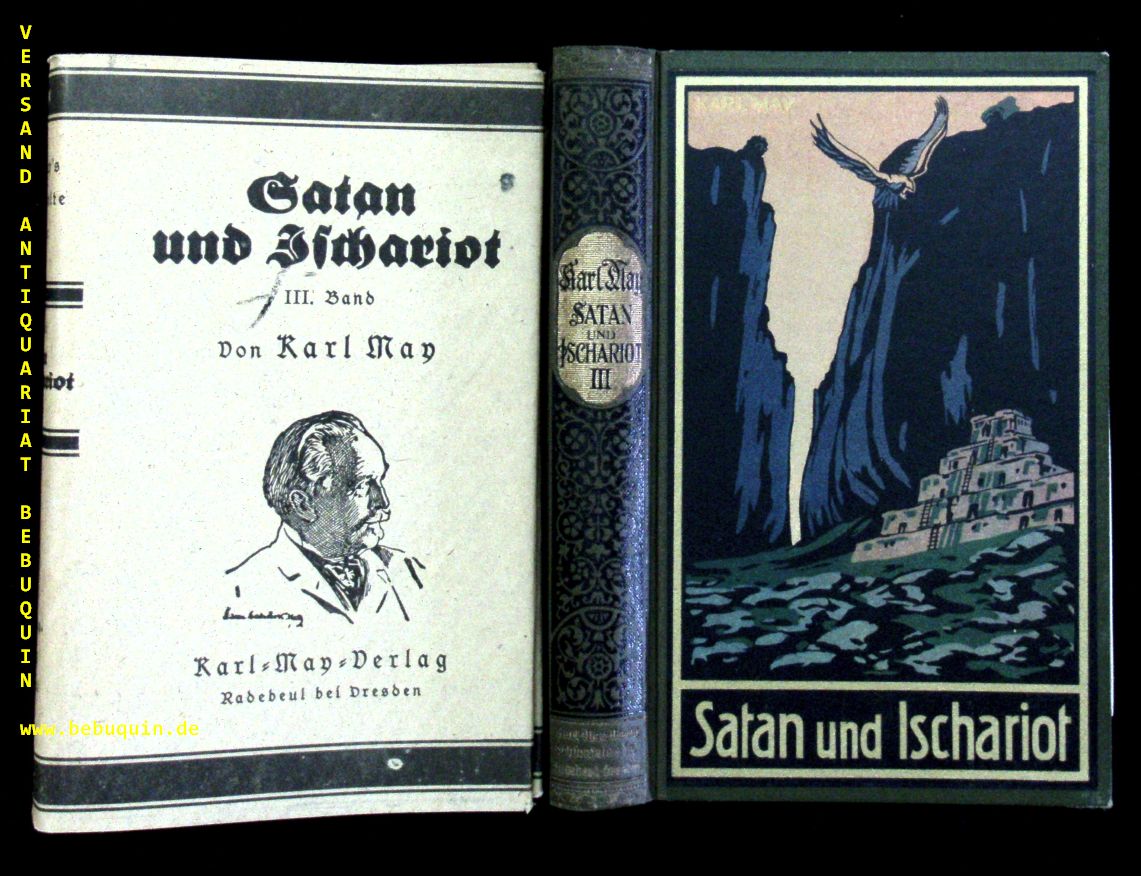 VERSAND ANTIQUARIAT BEBUQUIN
www.bebuquin.de
Satan
und Iſchariot
III. Band
Von Karl May
Karl-May-Verlag
Radebeul bei Dresden
Karl May
SATAN
UND
ISCHARIOT
III
KARL MAY
Satan und Ischariot